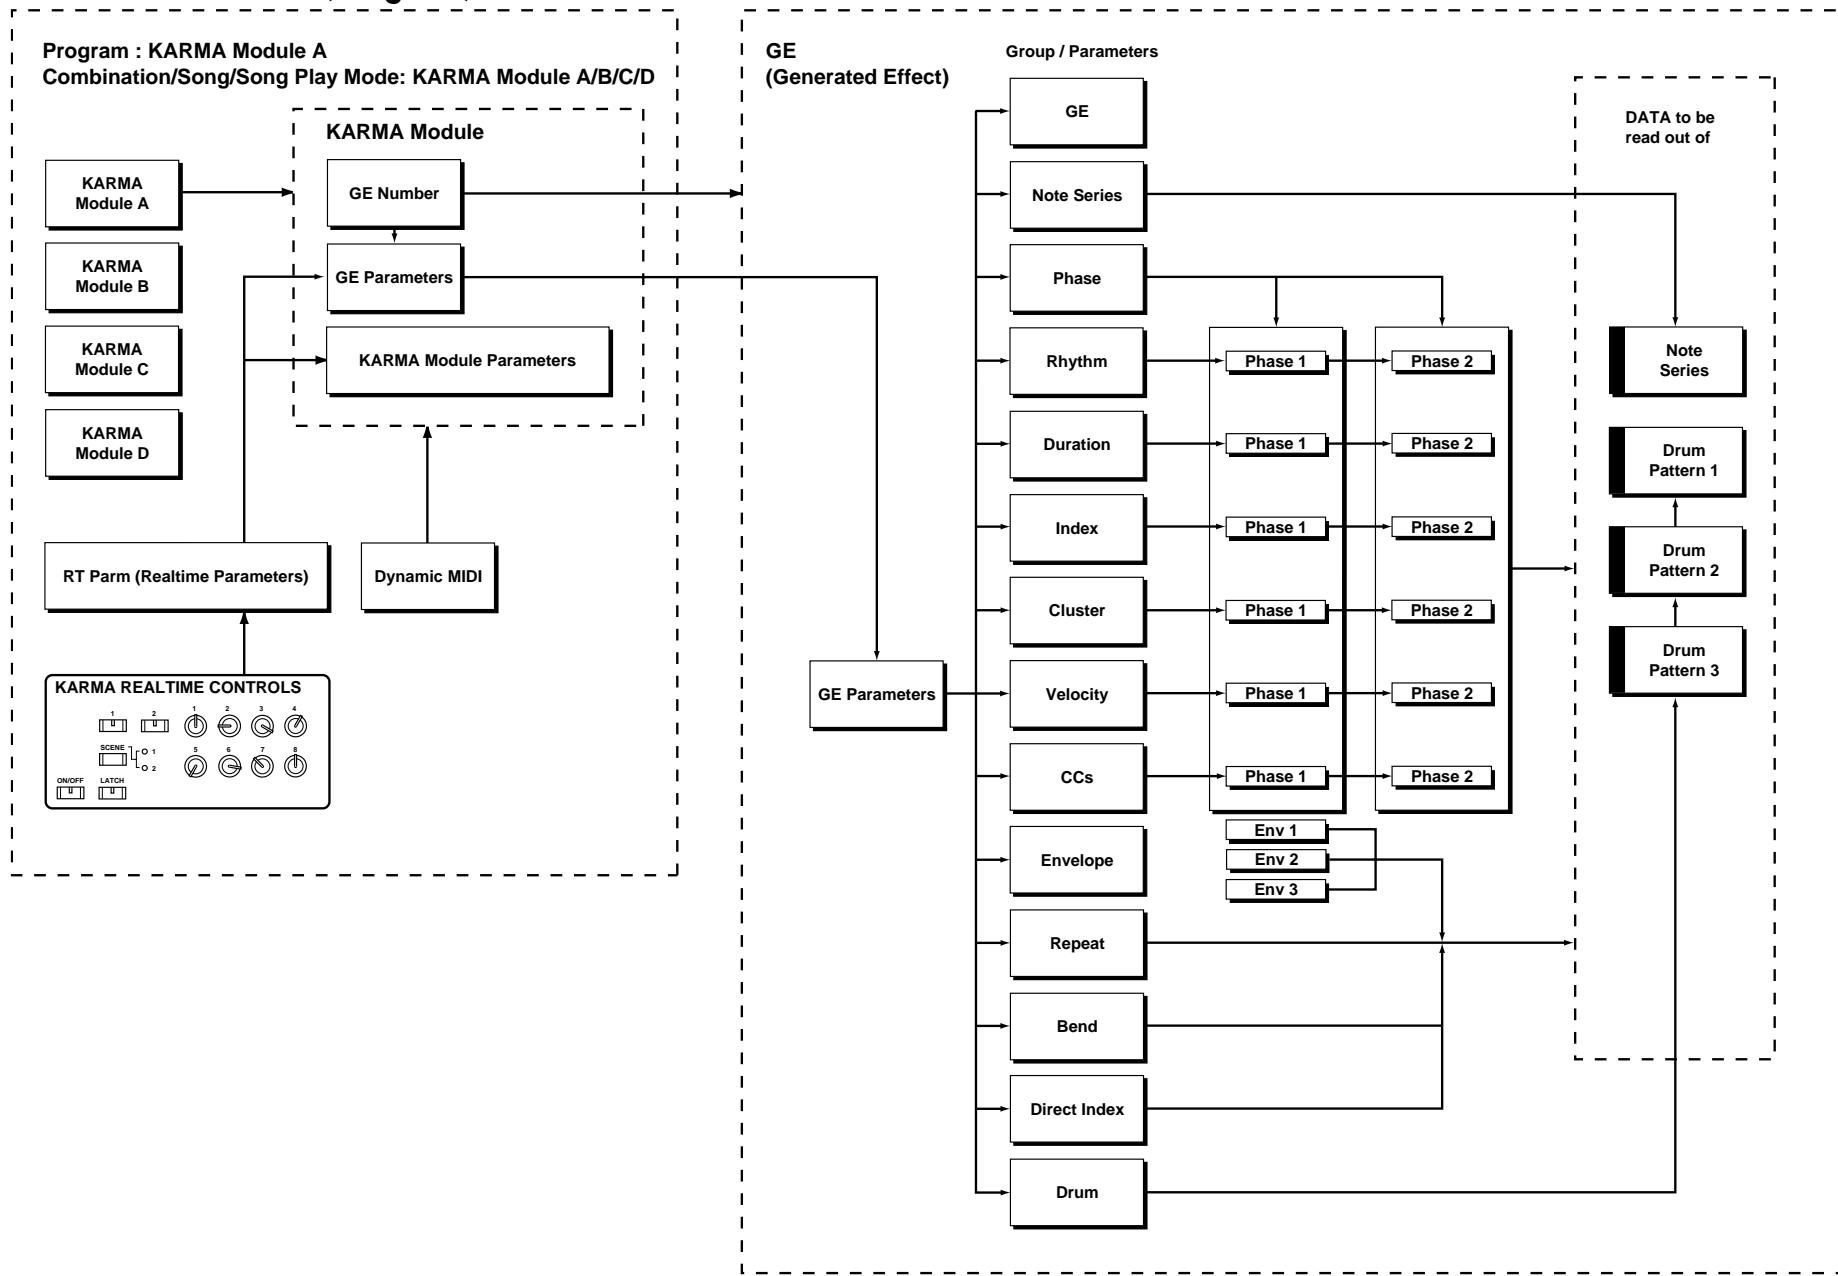 Program : KARMA Module A
Combination/Song/Song Play Mode: KARMA Module A/B/C/D
KARMA Module
KARMA
Module A
KARMA
Module B
KARMA
Module C
KARMA
Module D
GE Number
GE Parameters
KARMA Module Parameters
RT Parm (Realtime Parameters)
Dynamic MIDI
KARMA REALTIME CONTROLS
1 2 1 2 3 4
SCENE 1
2
5 6 7 8
ON/OFF LATCH
GE
(Generated Effect)
Group / Parameters
GE Parameters
GE
Note Series
Phase
Rhythm
Phase 1
Phase 2
Duration
Phase 1
Phase 2
Index
Phase 1
Phase 2
Cluster
Phase 1
Phase 2
Velocity
Phase 1
Phase 2
CCs
Phase 1
Phase 2
Envelope
Env 1
Env 2
Env 3
Repeat
Bend
Direct Index
Drum
DATA to be
read out of
Note
Series
Drum
Pattern 1
Drum
Pattern 2
Drum
Pattern 3